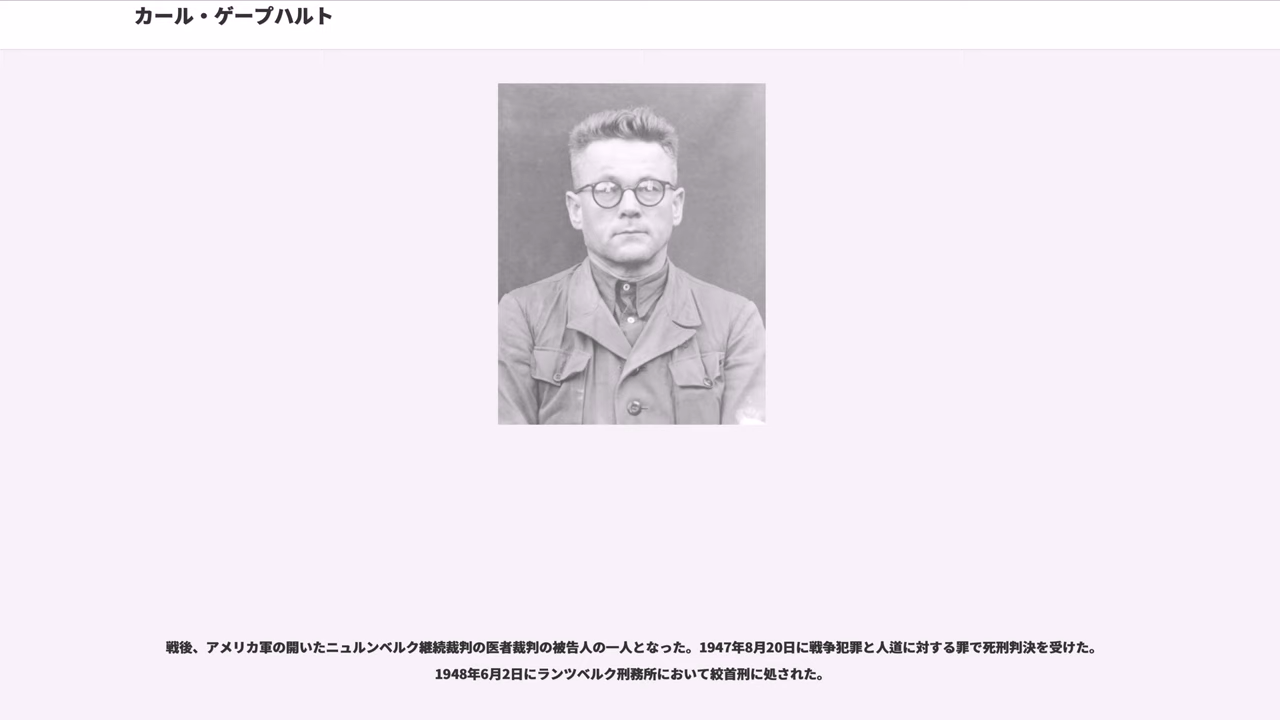 カール・ゲープハルト
戦後、アメリカ軍の開いたニュルンベルク継続裁判の医者裁判の被告人の一人となった。1947年8月20日に戦争犯罪と人道に対する罪で死刑判決を受けた。
1948年6月2日にランツベルク刑務所において絞首刑に処された。